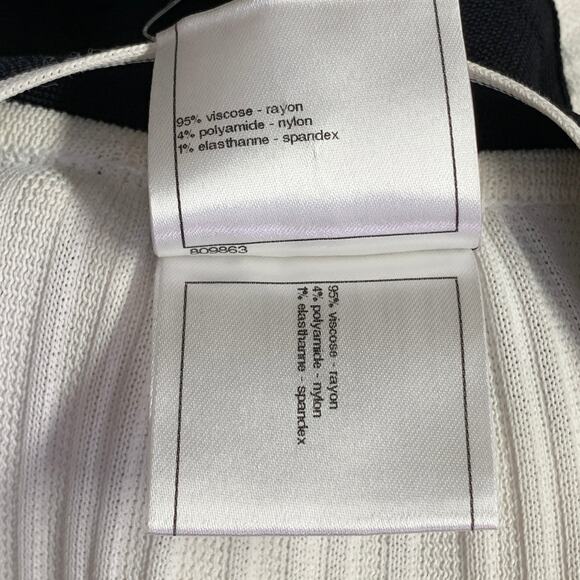 95% viscose - rayon
4% polyamide - nylon
1% elasthanne - spandex
809863
95% viscose - rayon
4% polyamide - nylon
1% elasthanne - spandex